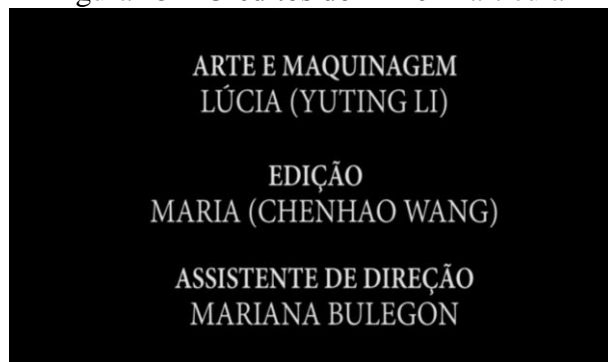 ARTE E MAQUINAGEM
LÚCIA (YUTING LI)
EDIÇÃO
MARIA (CHENHAO WANG)
ASSISTENTE DE DIREÇÃO
MARIANA BULEGON